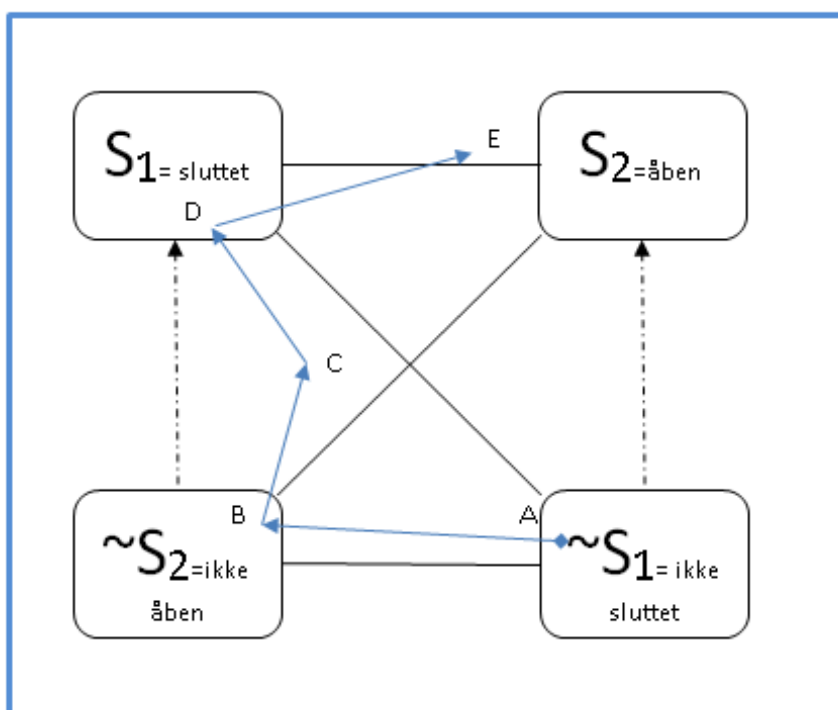 E
S1= sluttet
S2=åben
D
C
B
A
~S2=ikke
åben
~S1= ikke
sluttet